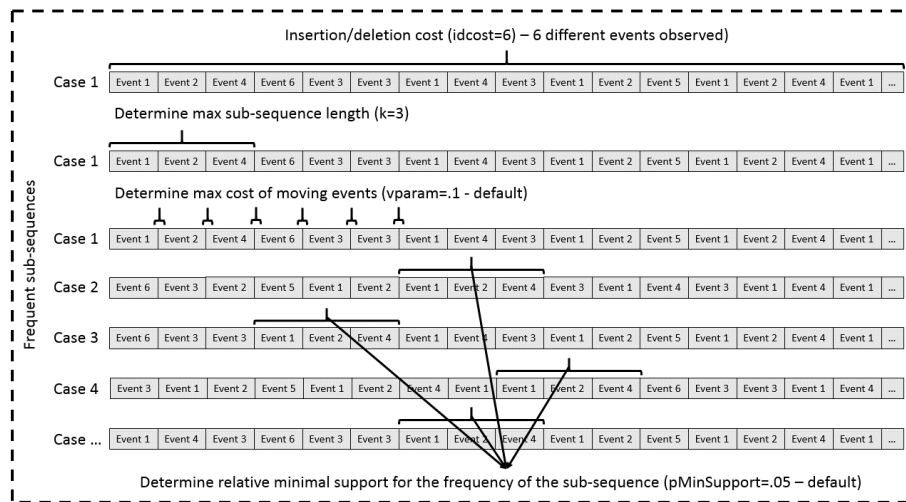 Frequent sub-sequences
Insertion/deletion cost (idcost=6) – 6 different events observed)
Case 1 Event 1 Event 2 Event 4 Event 6 Event 3 Event 3 Event 1 Event 4 Event 3 Event 1 Event 2 Event 5 Event 1 Event 2 Event 4 Event 1 ...
Determine max sub-sequence length (k=3)
Case 1 Event 1 Event 2 Event 4 Event 6 Event 3 Event 3 Event 1 Event 4 Event 3 Event 1 Event 2 Event 5 Event 1 Event 2 Event 4 Event 1 ...
Determine max cost of moving events (vparam=.1 - default)
Case 1 Event 1 Event 2 Event 4 Event 6 Event 3 Event 3 Event 1 Event 4 Event 3 Event 1 Event 2 Event 5 Event 1 Event 2 Event 4 Event 1 ...
Case 2 Event 6 Event 3 Event 2 Event 5 Event 1 Event 2 Event 1 Event 2 Event 4 Event 3 Event 1 Event 4 Event 3 Event 1 Event 4 Event 1 ...
Case 3 Event 6 Event 3 Event 3 Event 1 Event 2 Event 4 Event 1 Event 4 Event 3 Event 1 Event 2 Event 5 Event 1 Event 2 Event 4 Event 1 ...
Case 4 Event 3 Event 1 Event 2 Event 5 Event 1 Event 2 Event 4 Event 1 Event 1 Event 2 Event 4 Event 6 Event 3 Event 3 Event 1 Event 4 ...
Case ... Event 1 Event 4 Event 3 Event 6 Event 3 Event 3 Event 1 Event 2 Event 4 Event 1 Event 2 Event 5 Event 1 Event 2 Event 4 Event 1 ...
Determine relative minimal support for the frequency of the sub-sequence (pMinSupport=.05 – default)